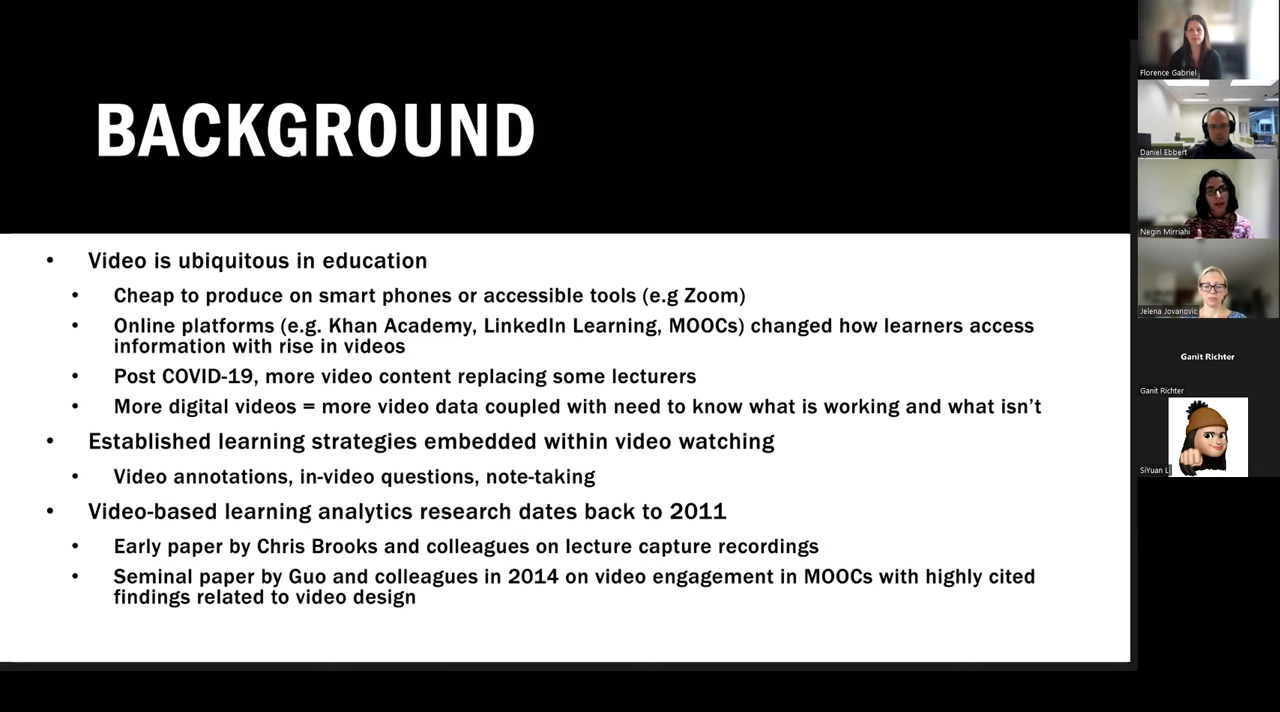 BACKGROUND
• Video is ubiquitous in education
• Cheap to produce on smart phones or accessible tools (e.g Zoom)
• Online platforms (e.g. Khan Academy, LinkedIn Learning, MOOCs) changed how learners access
information with rise in videos
• Post COVID-19, more video content replacing some lecturers
• More digital videos = more video data coupled with need to know what is working and what isn't
• Established learning strategies embedded within video watching
• Video annotations, in-video questions, note-taking
• Video-based learning analytics research dates back to 2011
• Early paper by Chris Brooks and colleagues on lecture capture recordings
• Seminal paper by Guo and colleagues in 2014 on video engagement in MOOCs with highly cited
findings related to video design
Florence Gabriel
Daniel Ebbert
Negin Mirriahi
Jelena Jovanovic
Ganit Richter
Ganit Richter
SiYuan Li